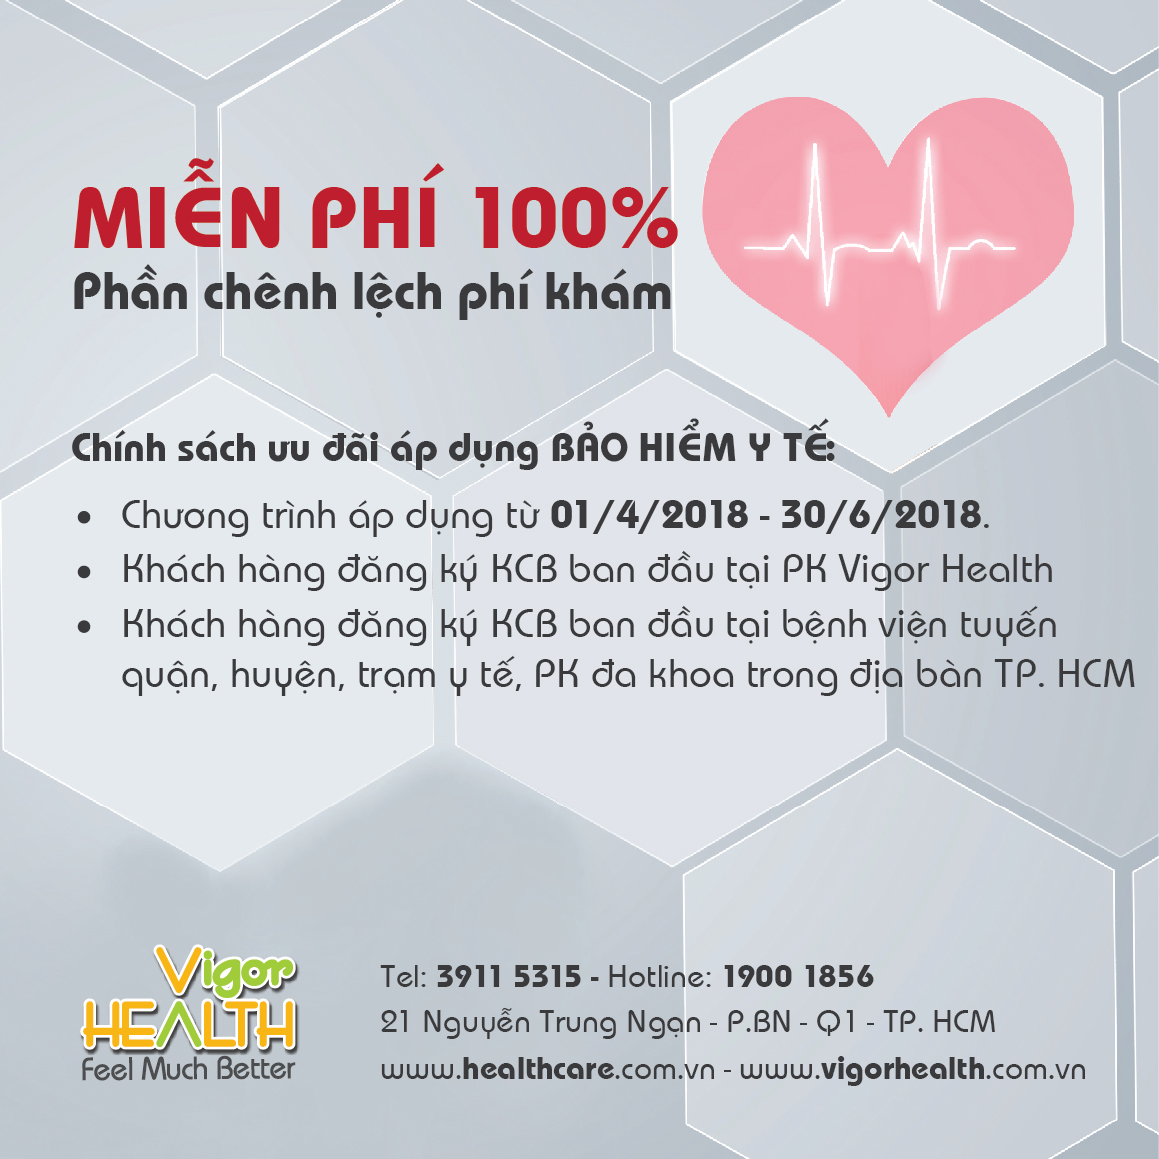 MIỄN PHÍ 100%
Phần chênh lệch phí khám
Chính sách ưu đãi áp dụng BẢO HIỂM Y TẾ:
• Chương trình áp dụng từ 01/4/2018 - 30/6/2018.
• Khách hàng đăng ký KCB ban đầu tại PK Vigor Health
• Khách hàng đăng ký KCB ban đầu tại bệnh viện tuyến
quận, huyện, trạm y tế, PK đa khoa trong địa bàn TP. HCM
Vigor
HEALTH
Feel Much Better
Tel: 3911 5315 - Hotline: 1900 1856
21 Nguyễn Trung Ngạn - P.BN - Q1 - TP. HCM
www.healthcare.com.vn - www.vigorhealth.com.vn